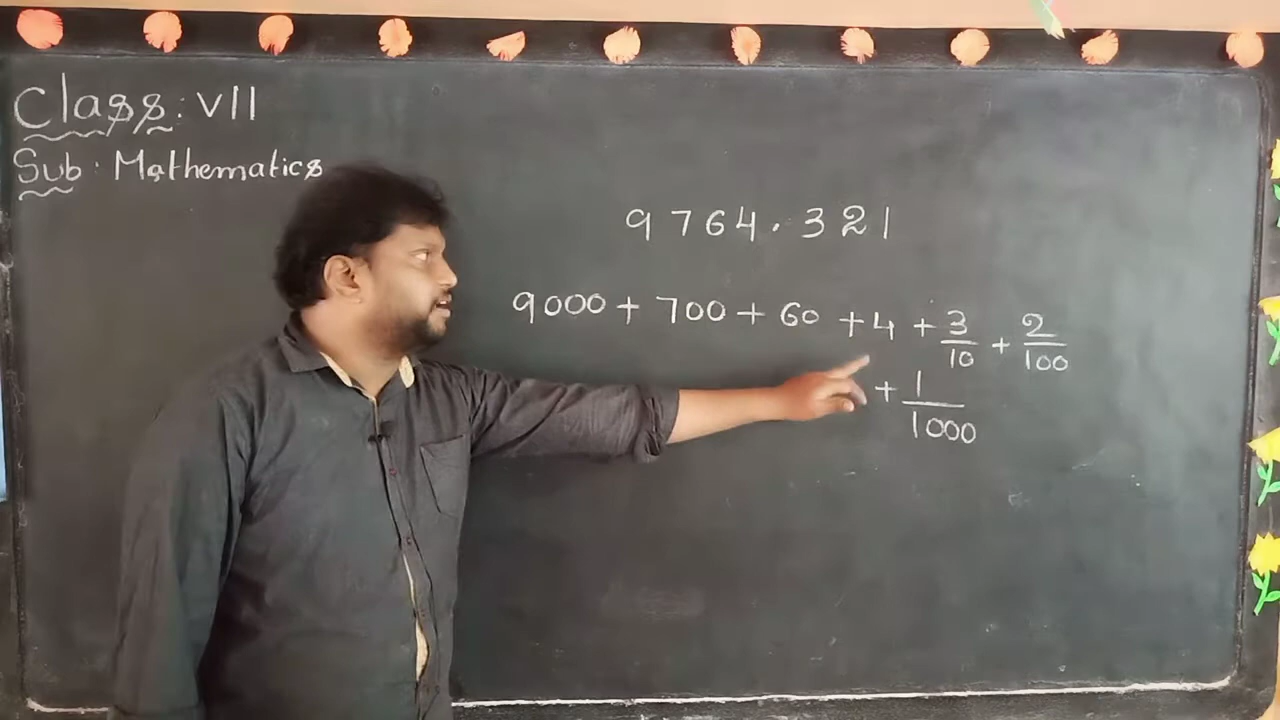 Class : VII
Sub : Mathematics
9764.321
9000 + 700 + 60 + 4 + 3/10 + 2/100
+ 1/1000